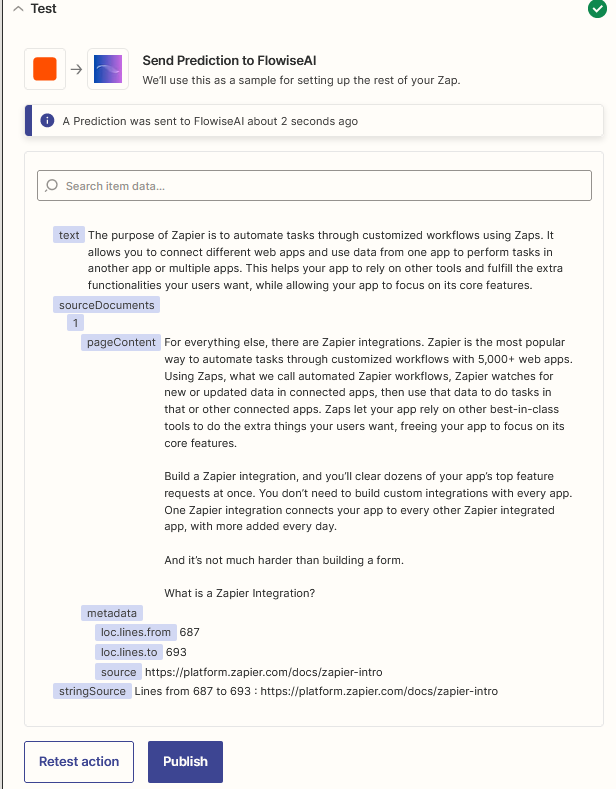 Test
Send Prediction to FlowiseAI
We'll use this as a sample for setting up the rest of your Zap.
A Prediction was sent to FlowiseAI about 2 seconds ago
Search item data...
text The purpose of Zapier is to automate tasks through customized workflows using Zaps. It
allows you to connect different web apps and use data from one app to perform tasks in
another app or multiple apps. This helps your app to rely on other tools and fulfill the extra
functionalities your users want, while allowing your app to focus on its core features.
sourceDocuments
1
pageContent For everything else, there are Zapier integrations. Zapier is the most popular
way to automate tasks through customized workflows with 5,000+ web apps.
Using Zaps, what we call automated Zapier workflows, Zapier watches for
new or updated data in connected apps, then use that data to do tasks in
that or other connected apps. Zaps let your app rely on other best-in-class
tools to do the extra things your users want, freeing your app to focus on its
core features.
Build a Zapier integration, and you'll clear dozens of your app's top feature
requests at once. You don't need to build custom integrations with every app.
One Zapier integration connects your app to every other Zapier integrated
app, with more added every day.
And it's not much harder than building a form.
What is a Zapier Integration?
metadata
loc.lines.from 687
loc.lines.to 693
source https://platform.zapier.com/docs/zapier-intro
stringSource Lines from 687 to 693 : https://platform.zapier.com/docs/zapier-intro
Retest action Publish